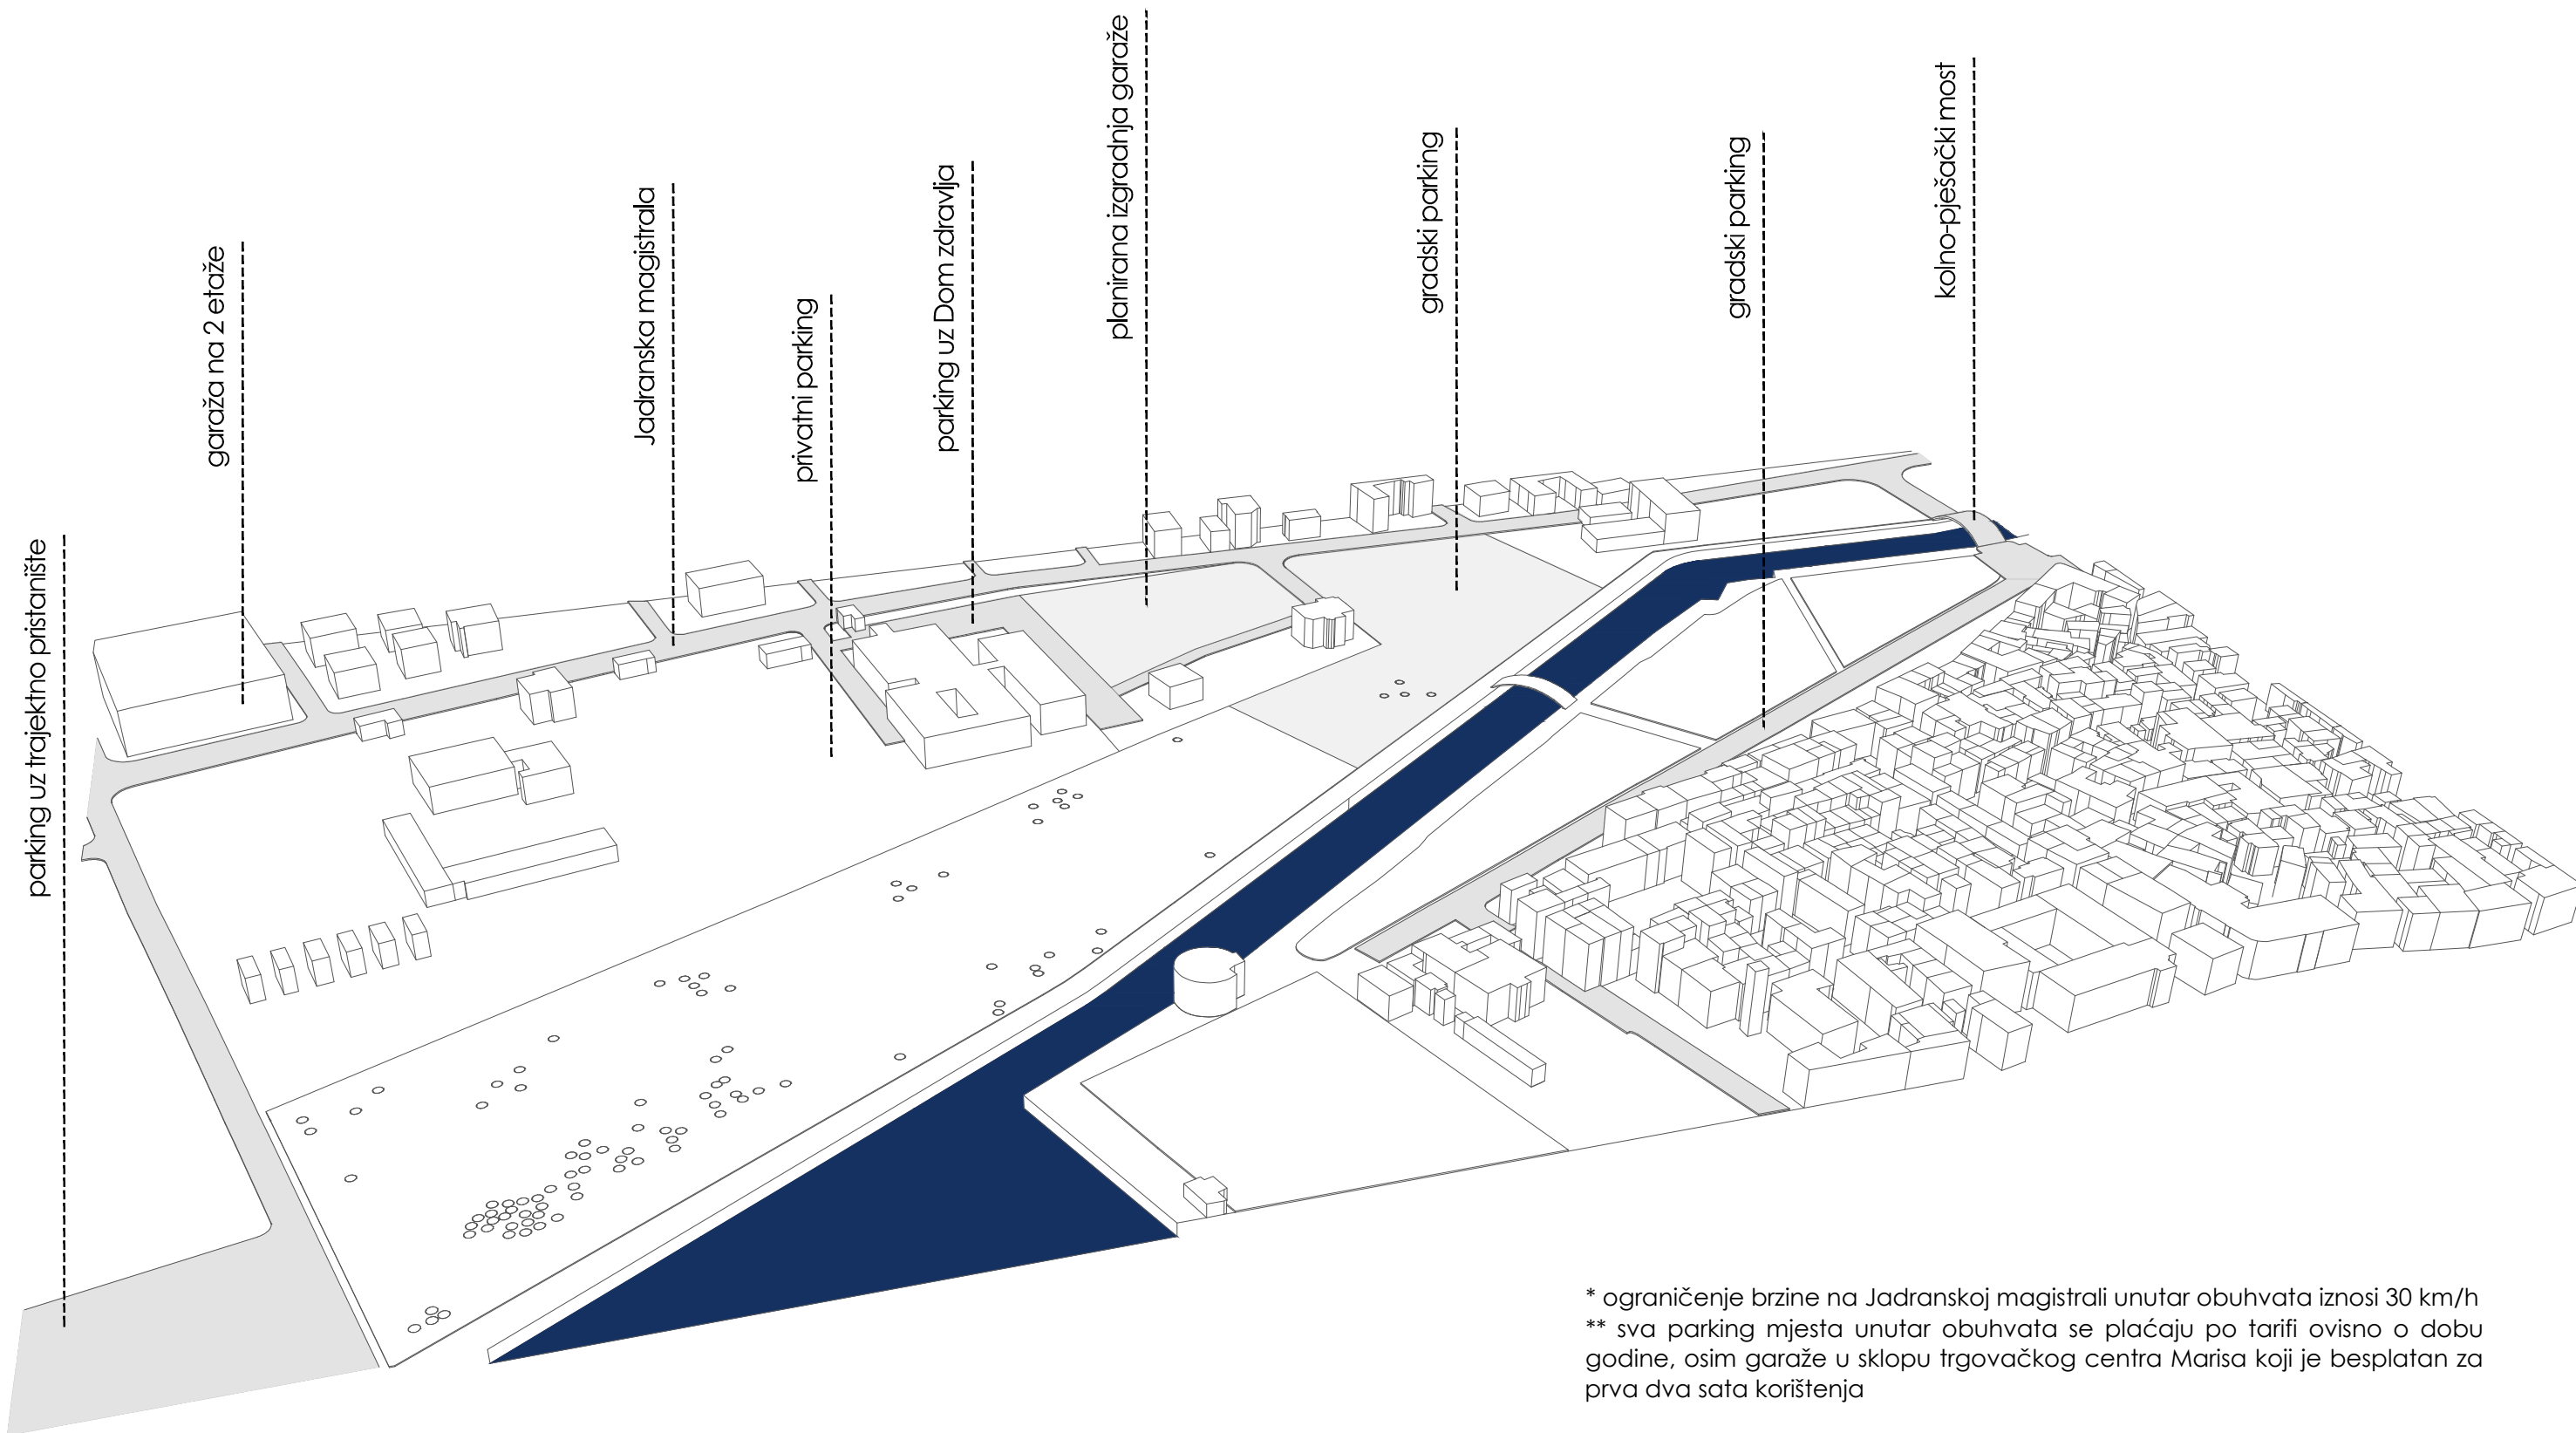 parking uz trajektno pristanište
garaža na 2 etaže
Jadranska magistrala
privatni parking
parking uz Dom zdravlja
planirana izgradnja garaže
gradski parking
gradski parking
kolno-pješački most
* ograničenje brzine na Jadranskoj magistrali unutar obuhvata iznosi 30 km/h
** sva parking mjesta unutar obuhvata se plaćaju po tarifi ovisno o dobu
godine, osim garaže u sklopu trgovačkog centra Marisa koji je besplatan za
prva dva sata korištenja